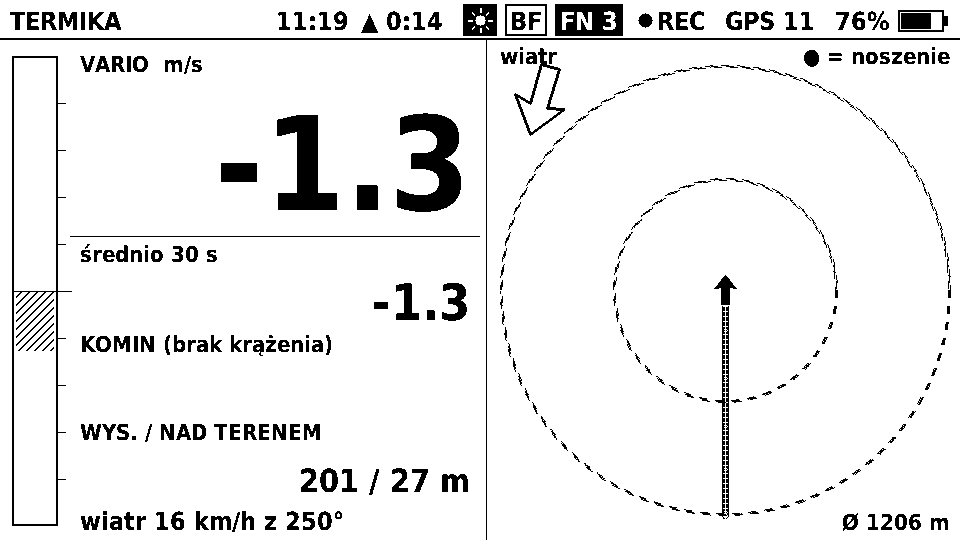 TERMIKA 11:19 ▲ 0:14 BF FN 3 ●REC GPS 11 76%
VARIO m/s
-1.3
średnio 30 s
-1.3
KOMIN (brak krążenia)
WYS. / NAD TERENEM
201 / 27 m
wiatr 16 km/h z 250°
wiatr
● = noszenie
Ø 1206 m